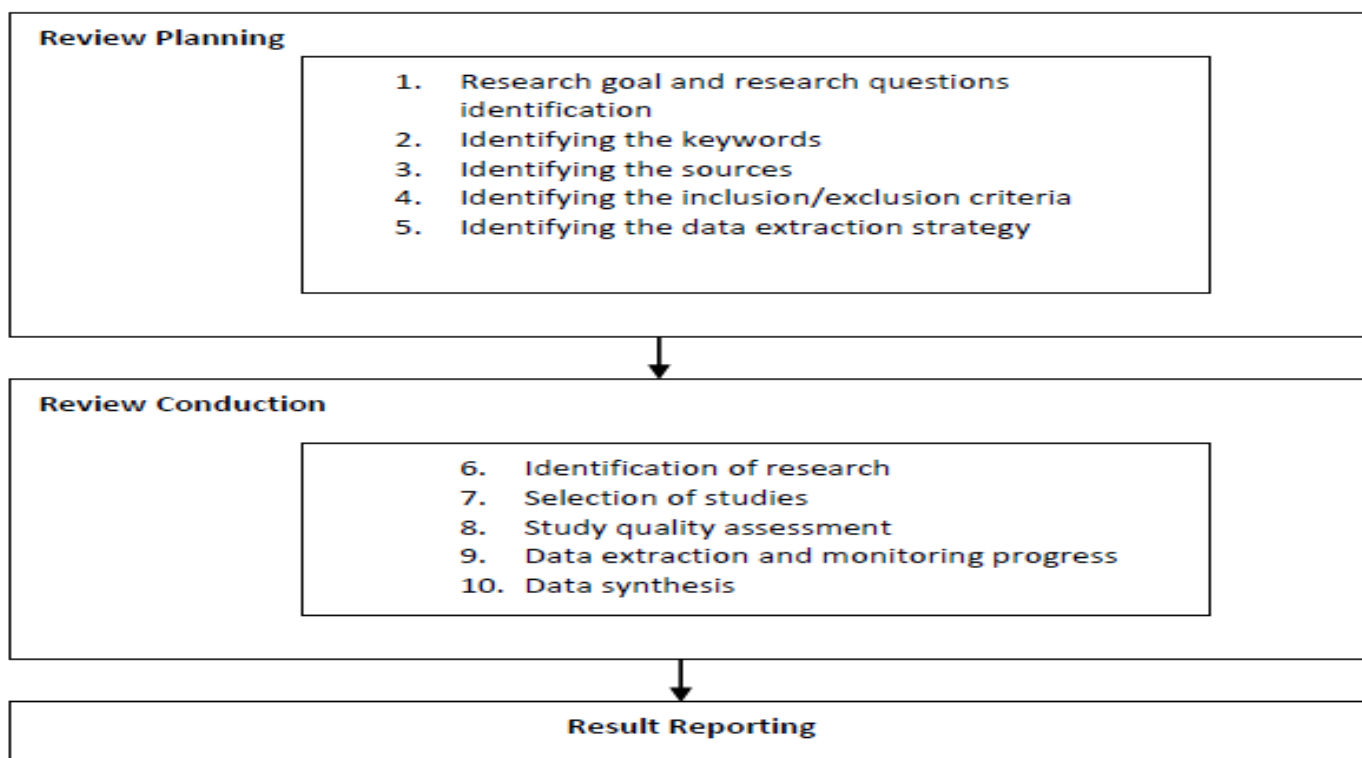 Review Planning
1. Research goal and research questions
identification
2. Identifying the keywords
3. Identifying the sources
4. Identifying the inclusion/exclusion criteria
5. Identifying the data extraction strategy
Review Conduction
6. Identification of research
7. Selection of studies
8. Study quality assessment
9. Data extraction and monitoring progress
10. Data synthesis
Result Reporting